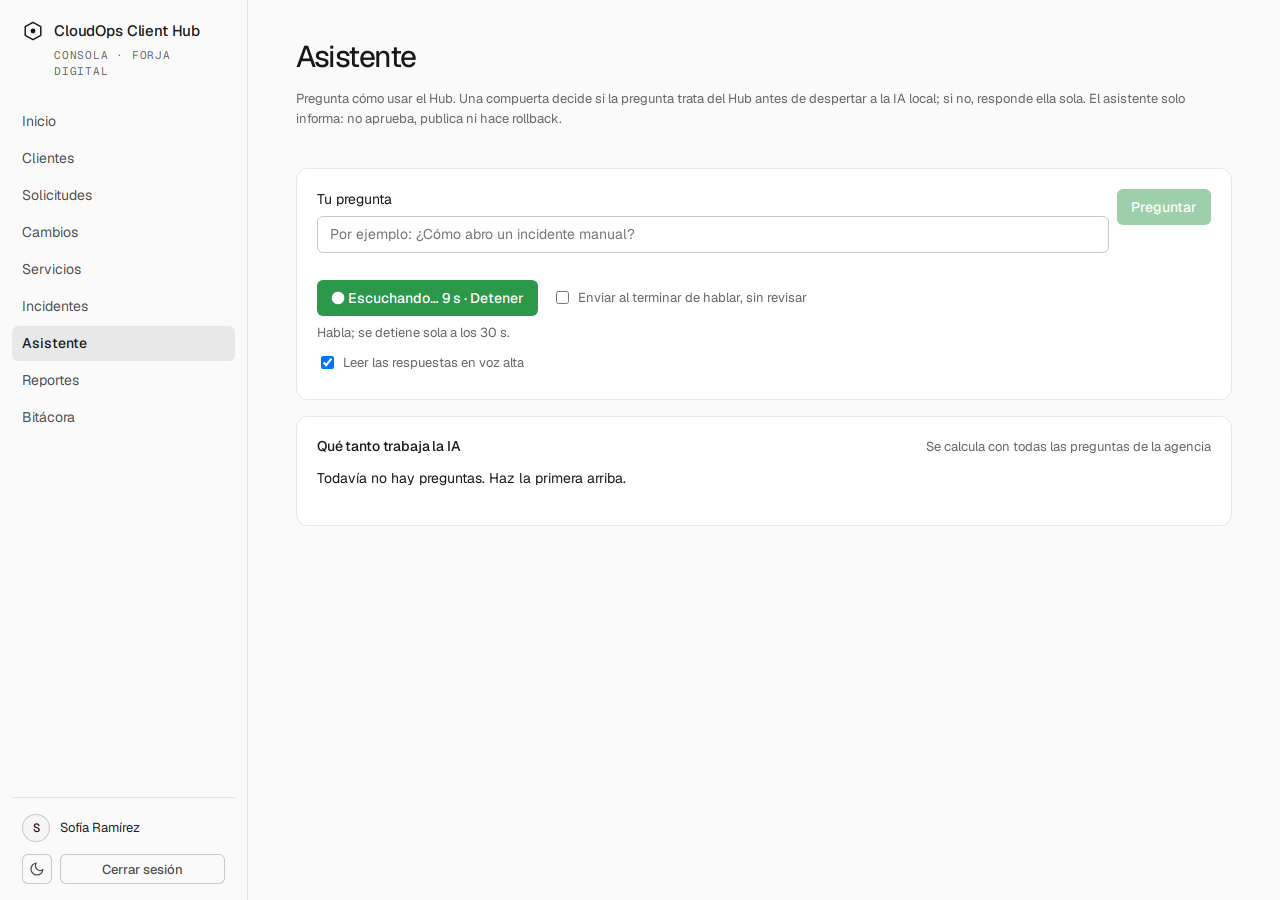 CloudOps Client Hub
CONSOLA · FORJA
DIGITAL
Inicio
Clientes
Solicitudes
Cambios
Servicios
Incidentes
Asistente
Reportes
Bitácora
S
Sofía Ramírez
Cerrar sesión
Asistente
Pregunta cómo usar el Hub. Una compuerta decide si la pregunta trata del Hub antes de despertar a la IA local; si no, responde ella sola. El asistente solo
informa: no aprueba, publica ni hace rollback.
Tu pregunta
Por ejemplo: ¿Cómo abro un incidente manual?
Preguntar
Escuchando… 9 s · Detener
Enviar al terminar de hablar, sin revisar
Habla; se detiene sola a los 30 s.
Leer las respuestas en voz alta
Qué tanto trabaja la IA
Se calcula con todas las preguntas de la agencia
Todavía no hay preguntas. Haz la primera arriba.